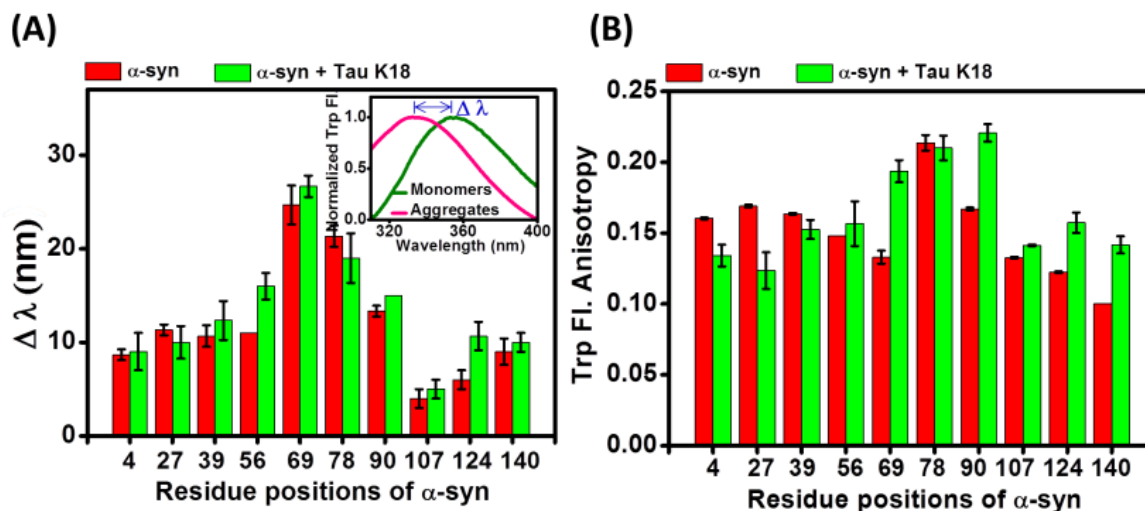 (A)
α-syn
α-syn + Tau K18
Δ λ (nm)
30
20
10
0
4 27 39 56 69 78 90 107 124 140
Residue positions of α-syn
Normalized Trp Fl.
1.0
0.5
0.0
Δ λ
Monomers
Aggregates
320 360 400
Wavelength (nm)
(B)
α-syn
α-syn + Tau K18
Trp Fl. Anisotropy
0.25
0.20
0.15
0.10
0.05
0.00
4 27 39 56 69 78 90 107 124 140
Residue positions of α-syn